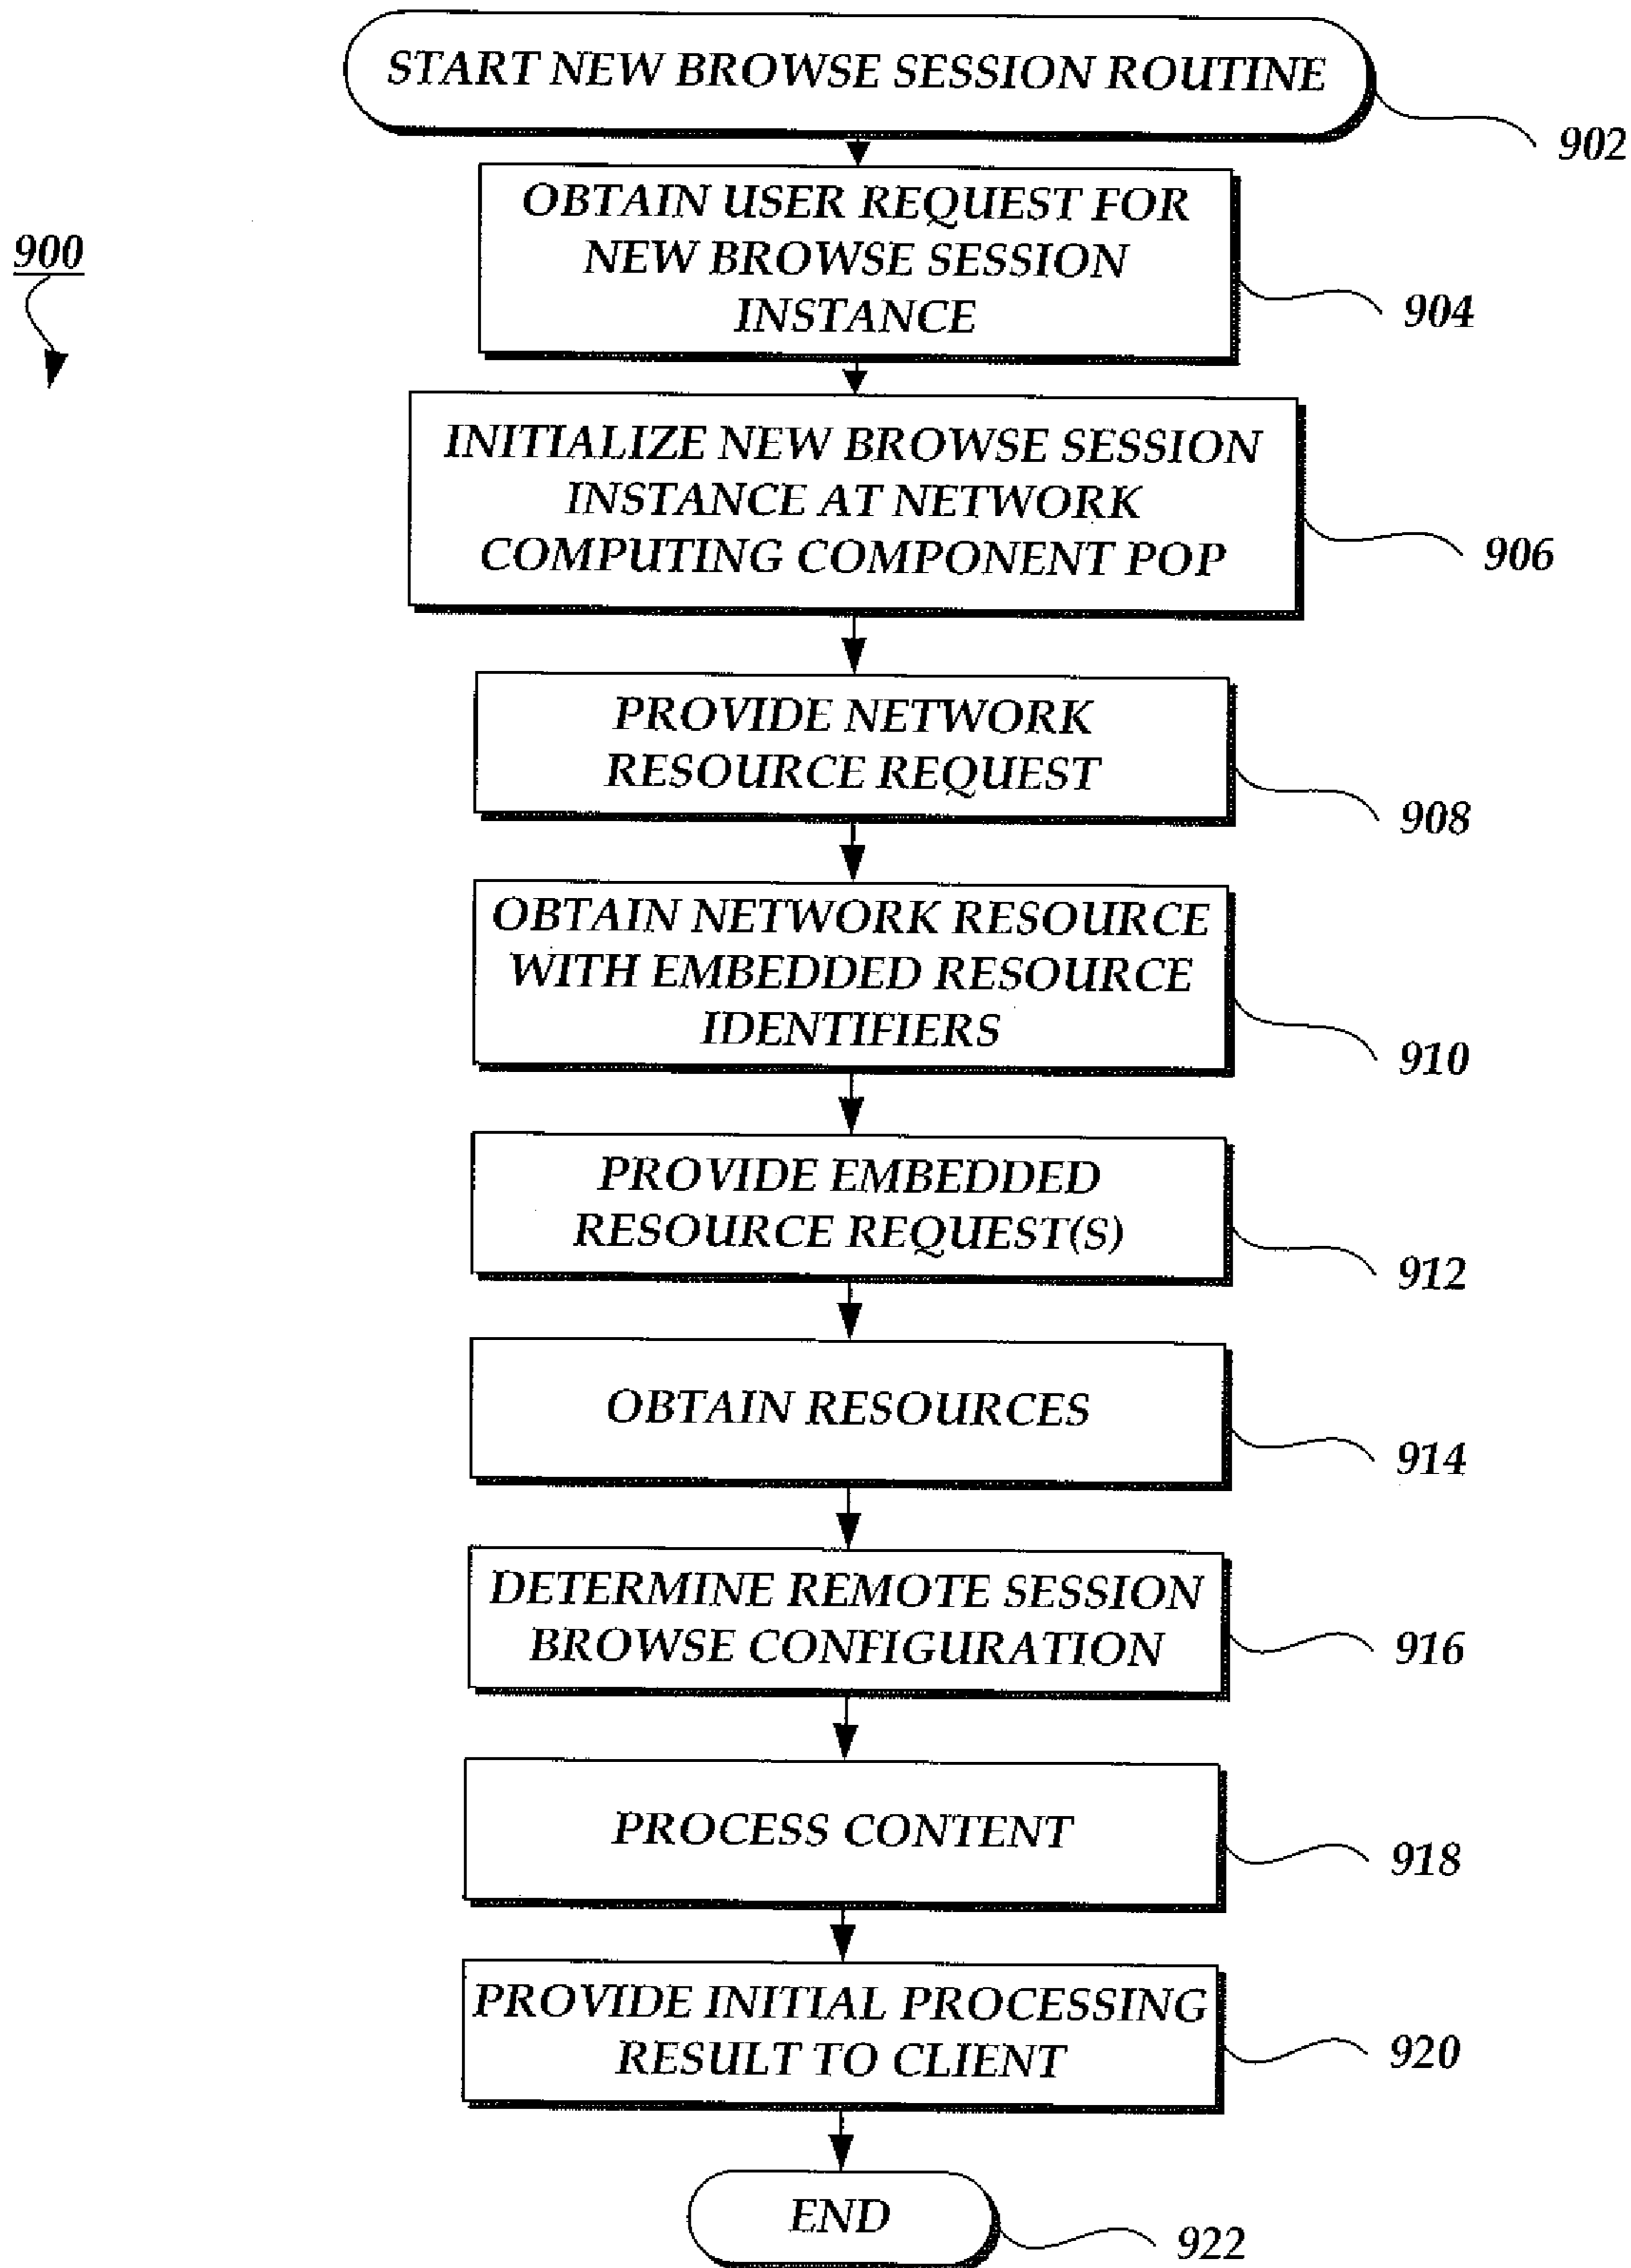 START NEW BROWSE SESSION ROUTINE
902
900
OBTAIN USER REQUEST FOR
NEW BROWSE SESSION
INSTANCE
904
INITIALIZE NEW BROWSE SESSION
INSTANCE AT NETWORK
COMPUTING COMPONENT POP
906
PROVIDE NETWORK
RESOURCE REQUEST
908
OBTAIN NETWORK RESOURCE
WITH EMBEDDED RESOURCE
IDENTIFIERS
910
PROVIDE EMBEDDED
RESOURCE REQUEST(S)
912
OBTAIN RESOURCES
914
DETERMINE REMOTE SESSION
BROWSE CONFIGURATION
916
PROCESS CONTENT
918
PROVIDE INITIAL PROCESSING
RESULT TO CLIENT
920
END
922